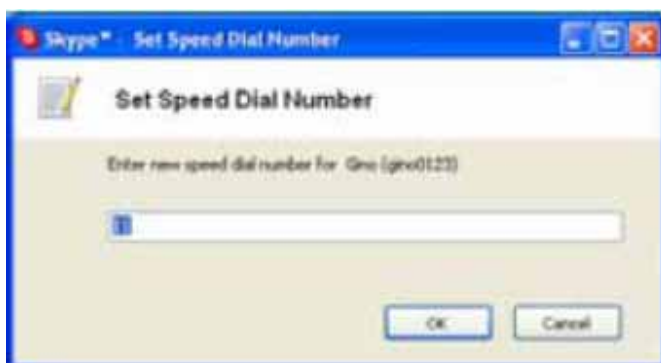 Skype™ - Set Speed Dial Number
Set Speed Dial Number
Enter new speed dial number for Gino (gino0123)
OK
Cancel